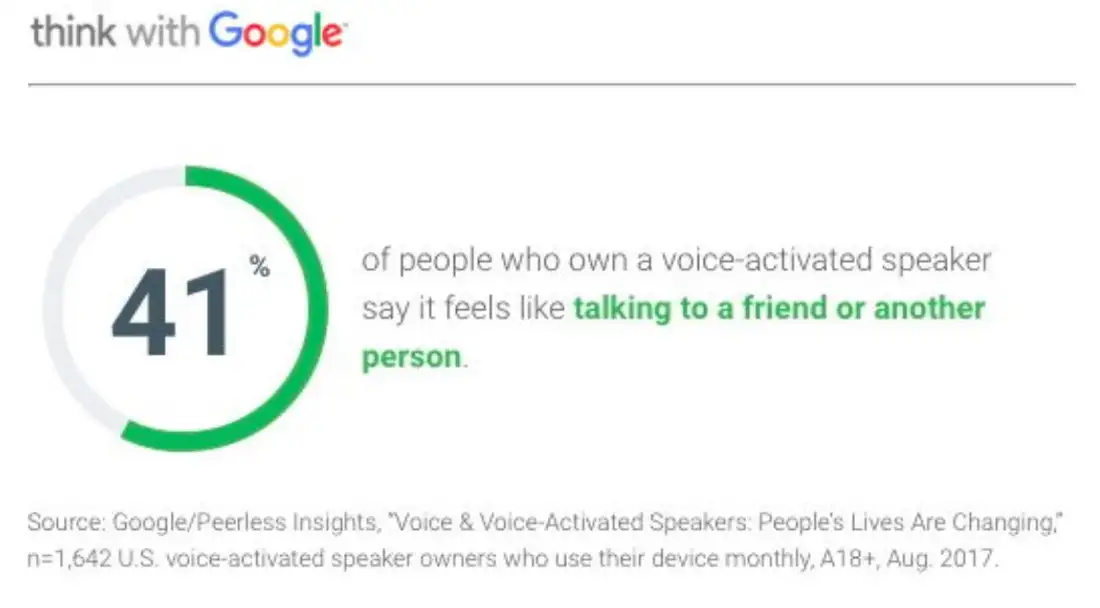 think with Google
41%
of people who own a voice-activated speaker
say it feels like talking to a friend or another
person.
Source: Google/Peerless Insights, "Voice & Voice-Activated Speakers: People's Lives Are Changing,"
n=1,642 U.S. voice-activated speaker owners who use their device monthly, A18+, Aug. 2017.